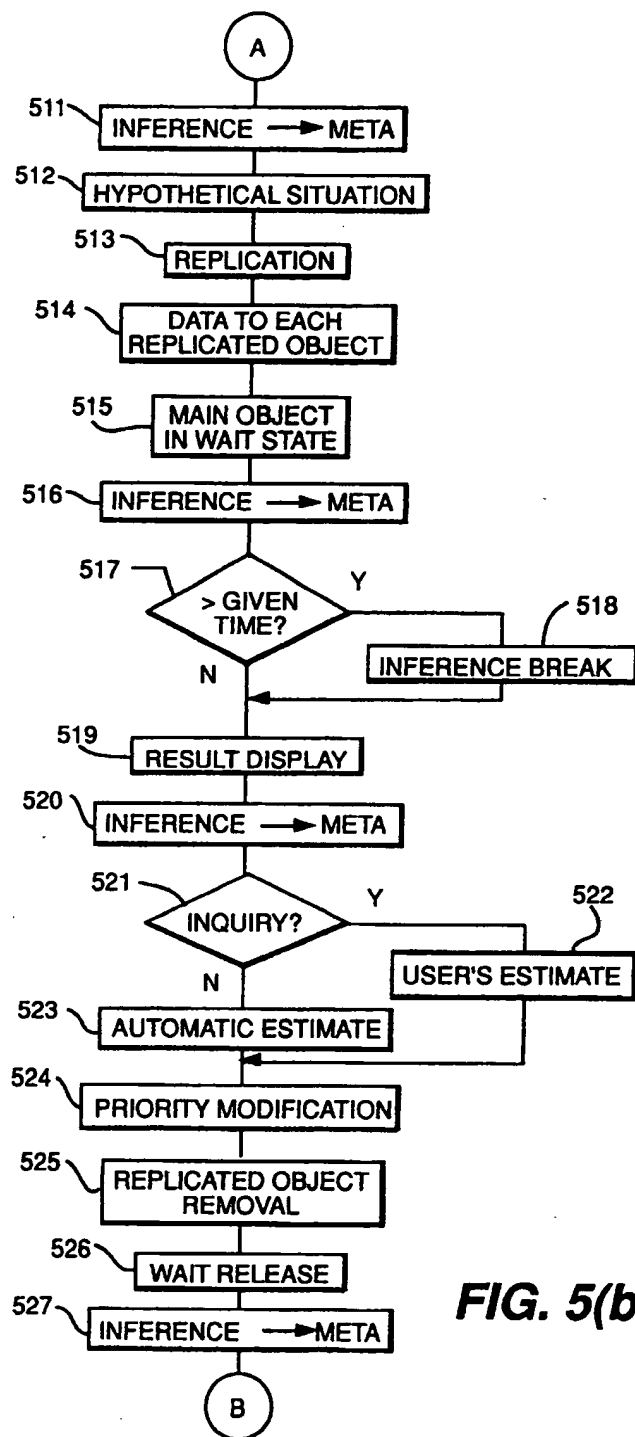 A
511 INFERENCE → META
512 HYPOTHETICAL SITUATION
513 REPLICATION
514 DATA TO EACH
REPLICATED OBJECT
515 MAIN OBJECT
IN WAIT STATE
516 INFERENCE → META
517 > GIVEN
TIME?
Y
N
518 INFERENCE BREAK
519 RESULT DISPLAY
520 INFERENCE → META
521 INQUIRY?
Y
N
522 USER'S ESTIMATE
523 AUTOMATIC ESTIMATE
524 PRIORITY MODIFICATION
525 REPLICATED OBJECT
REMOVAL
526 WAIT RELEASE
527 INFERENCE → META
B
FIG. 5(b